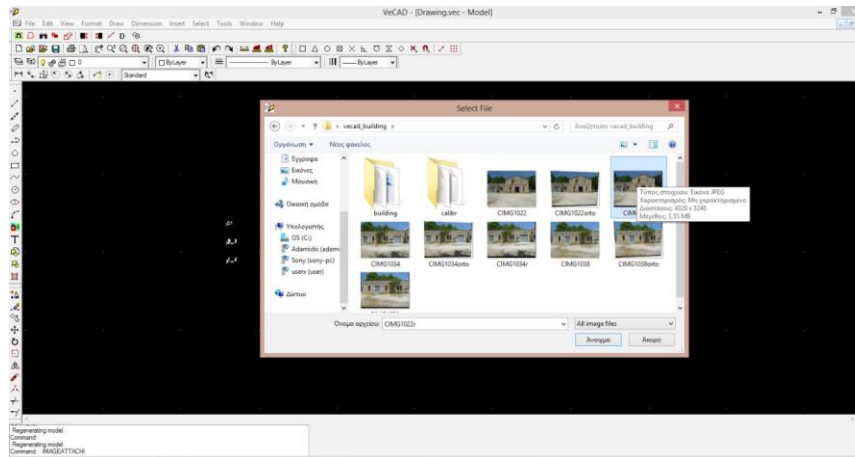 VeCAD - [Drawing.vec - Model]
File Edit View Format Draw Dimension Insert Select Tools Window Help
ByLayer ByLayer ByLayer
Standard
Select File
vecad_building
Αναζήτηση: vecad_building
Οργάνωση Νέος φάκελος
Έγγραφα
Εικόνες
Μουσική
Οικιακή ομάδα
Υπολογιστής
OS (C:)
Adamidis (adami
Sony (sony-pc)
userx (user)
Δίκτυο
building calibr CIMG1022 CIMG1022orto
Τύπος στοιχείου: Εικόνα JPEG
Χαρακτηρισμός: Μη χαρακτηρισμένο
Διαστάσεις: 4320 x 3240
Μέγεθος: 3,55 MB
CIMG1034 CIMG1034orto CIMG1034r CIMG1038 CIMG1038orto
Όνομα αρχείου: CIMG1022r
All image files
Άνοιγμα Άκυρο
Regenerating model.
Command:
Regenerating model.
Command: IMAGEATTACH